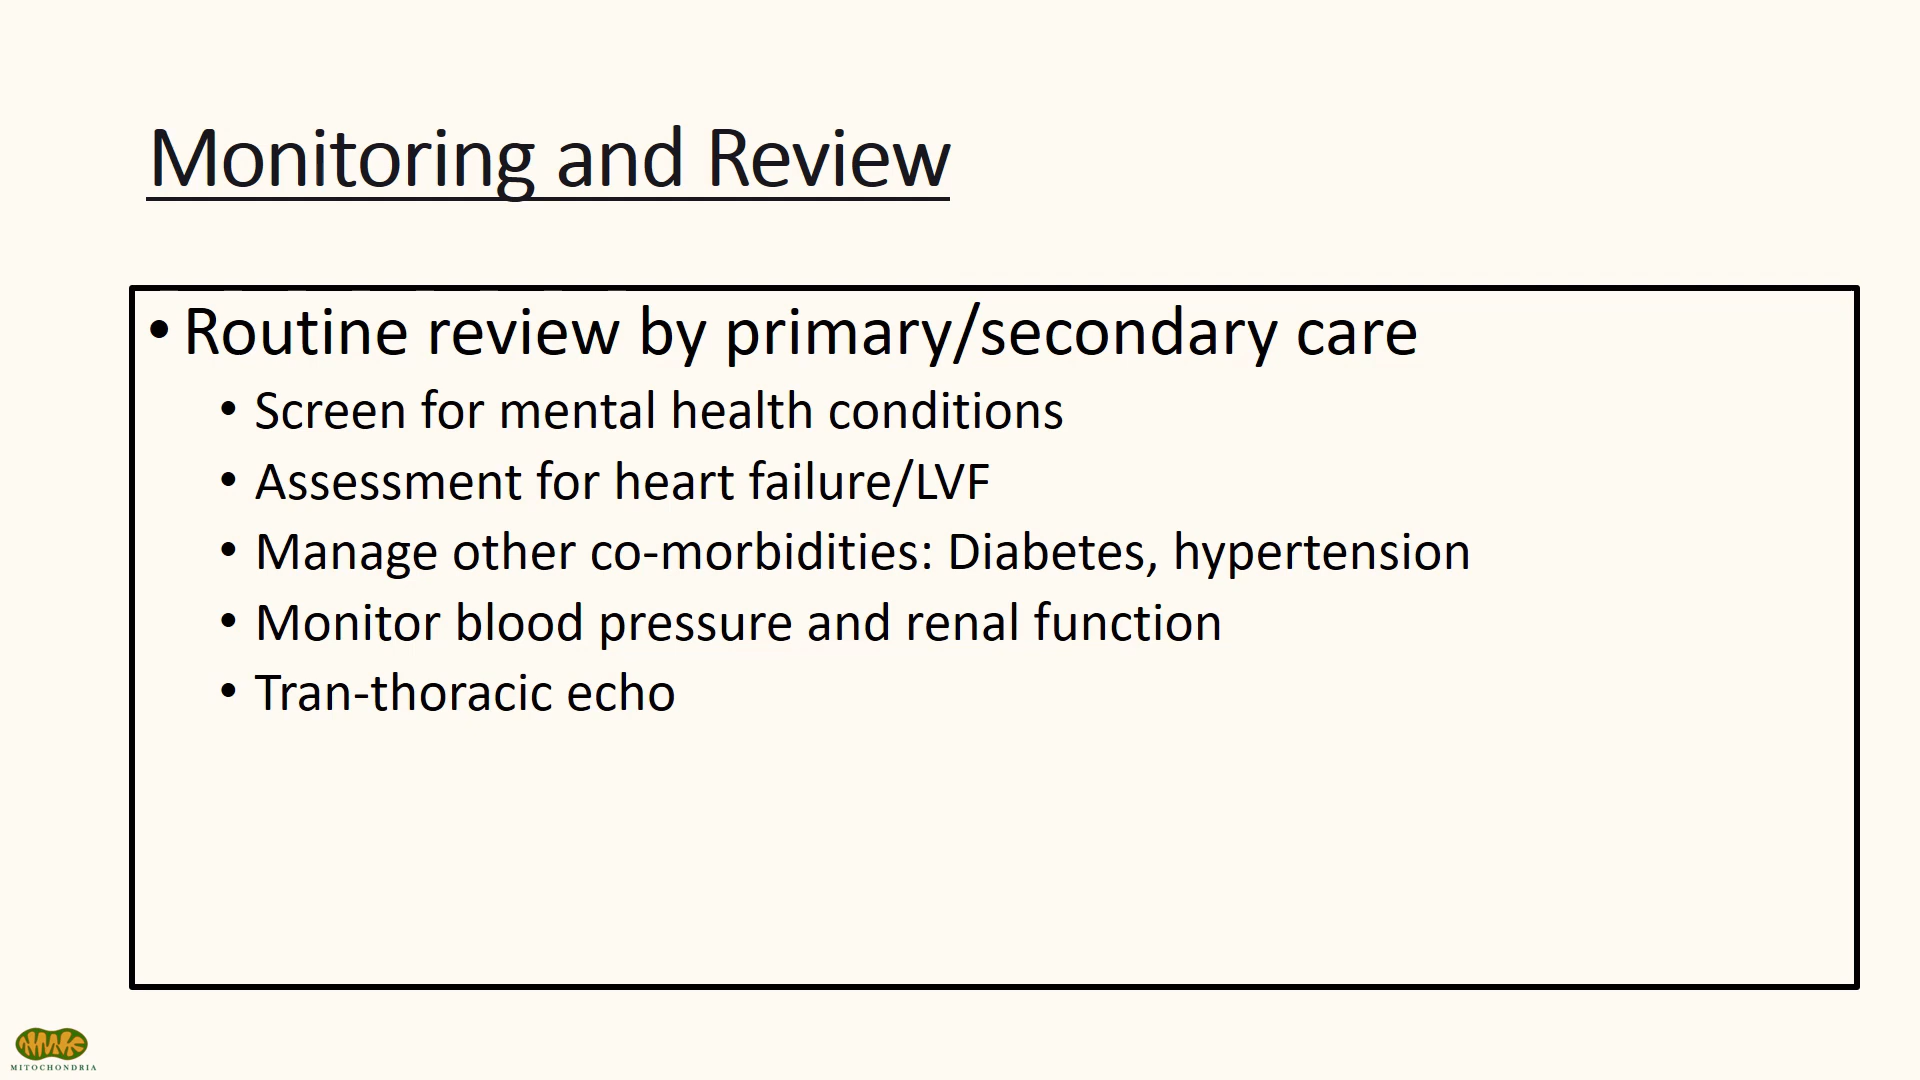 Monitoring and Review
• Routine review by primary/secondary care
• Screen for mental health conditions
• Assessment for heart failure/LVF
• Manage other co-morbidities: Diabetes, hypertension
• Monitor blood pressure and renal function
• Tran-thoracic echo
MITOCHONDRIA